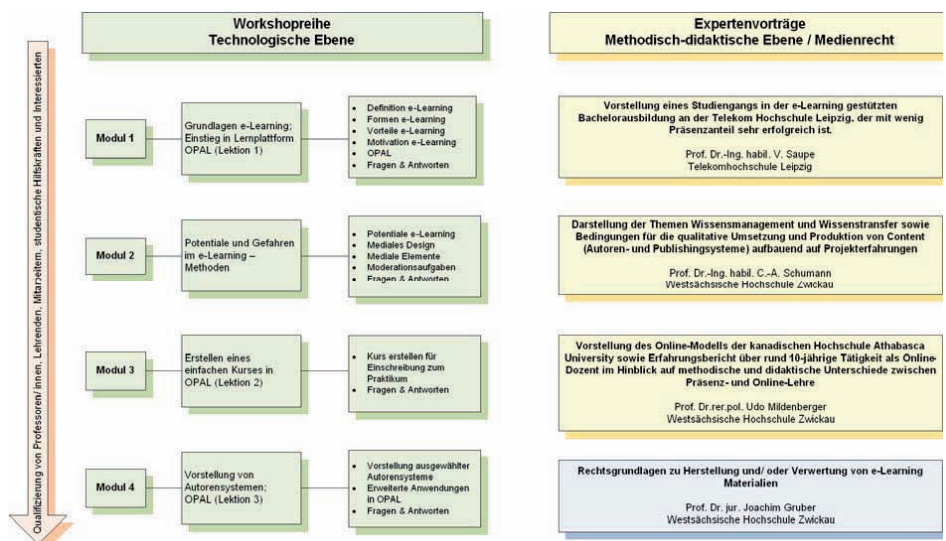 Workshopreihe
Technologische Ebene
Expertenvorträge
Methodisch-didaktische Ebene / Medienrecht
Qualifizierung von Professoren/ innen, Lehrenden, Mitarbeitern, studentische Hilfskräften und Interessierten
Modul 1
Grundlagen e-Learning;
Einstieg in Lernplattform
OPAL (Lektion 1)
• Definition e-Learning
• Formen e-Learning
• Vorteile e-Learning
• Motivation e-Learning
• OPAL
• Fragen & Antworten
Vorstellung eines Studiengangs in der e-Learning gestützten
Bachelorausbildung an der Telekom Hochschule Leipzig, der mit wenig
Präsenzanteil sehr erfolgreich ist.
Prof. Dr.-Ing. habil. V. Saupe
Telekomhochschule Leipzig
Modul 2
Potentiale und Gefahren
im e-Learning –
Methoden
• Potentiale e-Learning
• Mediales Design
• Mediale Elemente
• Moderationsaufgaben
• Fragen & Antworten
Darstellung der Themen Wissensmanagement und Wissenstransfer sowie
Bedingungen für die qualitative Umsetzung und Produktion von Content
(Autoren- und Publishingsysteme) aufbauend auf Projekterfahrungen
Prof. Dr.-Ing. habil. C.-A. Schumann
Westsächsische Hochschule Zwickau
Modul 3
Erstellen eines
einfachen Kurses in
OPAL (Lektion 2)
• Kurs erstellen für
Einschreibung zum
Praktikum
• Fragen & Antworten
Vorstellung des Online-Modells der kanadischen Hochschule Athabasca
University sowie Erfahrungsbericht über rund 10-jährige Tätigkeit als Online-
Dozent im Hinblick auf methodische und didaktische Unterschiede zwischen
Präsenz- und Online-Lehre
Prof. Dr.rer.pol. Udo Mildenberger
Westsächsische Hochschule Zwickau
Modul 4
Vorstellung von
Autorensystemen;
OPAL (Lektion 3)
• Vorstellung ausgewählter
Autorensysteme
• Erweiterte Anwendungen
in OPAL
• Fragen & Antworten
Rechtsgrundlagen zu Herstellung und/ oder Verwertung von e-Learning
Materialien
Prof. Dr. jur. Joachim Gruber
Westsächsische Hochschule Zwickau